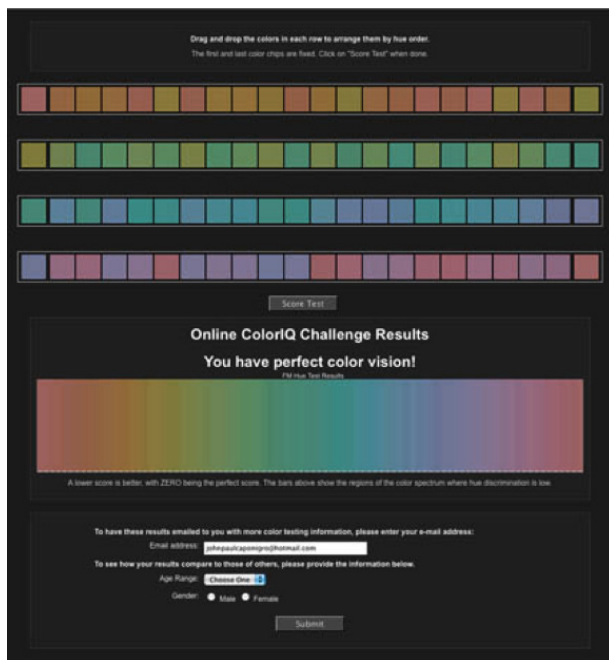 Drag and drop the colors in each row to arrange them by hue order.
The first and last color chips are fixed. Click on "Score Test" when done.
Score Test
Online ColorIQ Challenge Results
You have perfect color vision!
FM Hue Test Results
A lower score is better, with ZERO being the perfect score. The bars above show the regions of the color spectrum where hue discrimination is low.
To have these results emailed to you with more color testing information, please enter your e-mail address:
Email address: johnpaulcaponigro@hotmail.com
To see how your results compare to those of others, please provide the information below.
Age Range: Choose One
Gender: Male Female
Submit